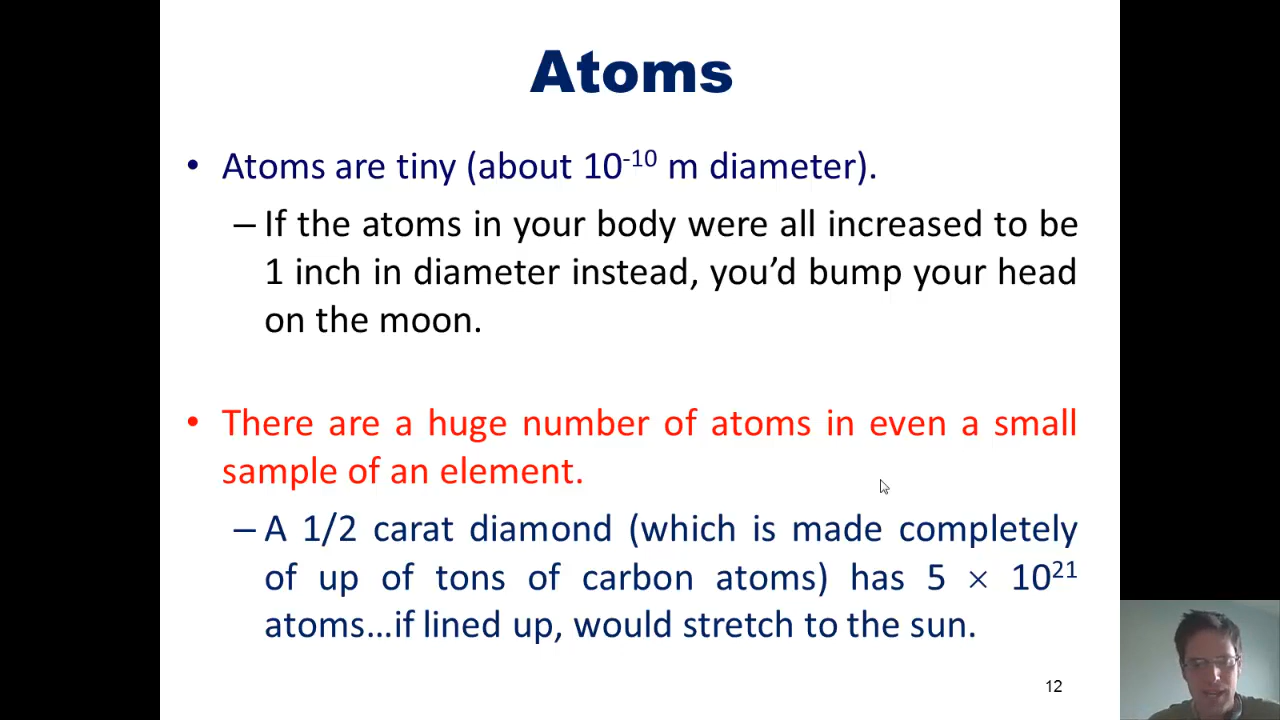 Atoms
• Atoms are tiny (about 10⁻¹⁰ m diameter).
– If the atoms in your body were all increased to be
1 inch in diameter instead, you’d bump your head
on the moon.
• There are a huge number of atoms in even a small
sample of an element.
– A 1/2 carat diamond (which is made completely
of up of tons of carbon atoms) has 5 × 10²¹
atoms…if lined up, would stretch to the sun.
12